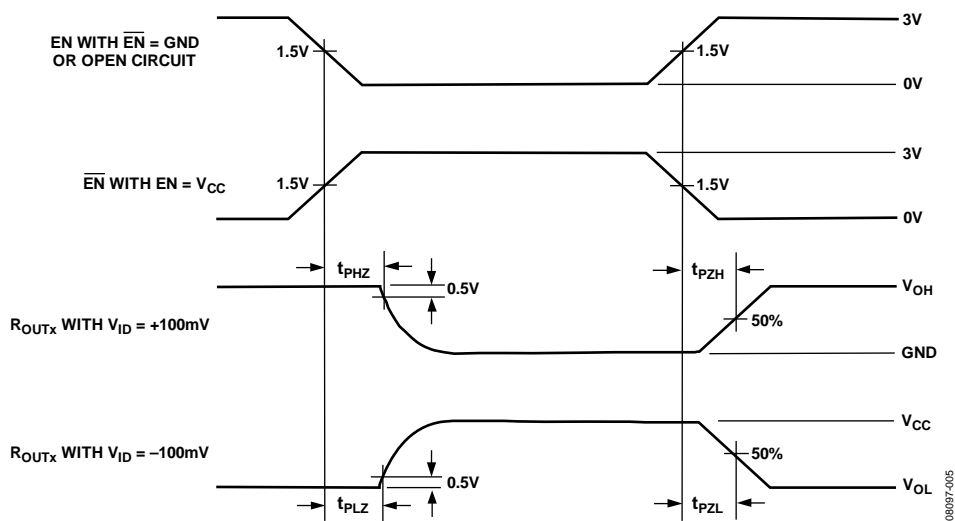 EN WITH E̅N̅ = GND
OR OPEN CIRCUIT
1.5V
1.5V
3V
0V
E̅N̅ WITH EN = VCC
1.5V
1.5V
3V
0V
tPHZ
0.5V
tPZH
VOH
ROUTx WITH VID = +100mV
50%
GND
VCC
ROUTx WITH VID = –100mV
0.5V
50%
VOL
tPLZ
tPZL
08097-005